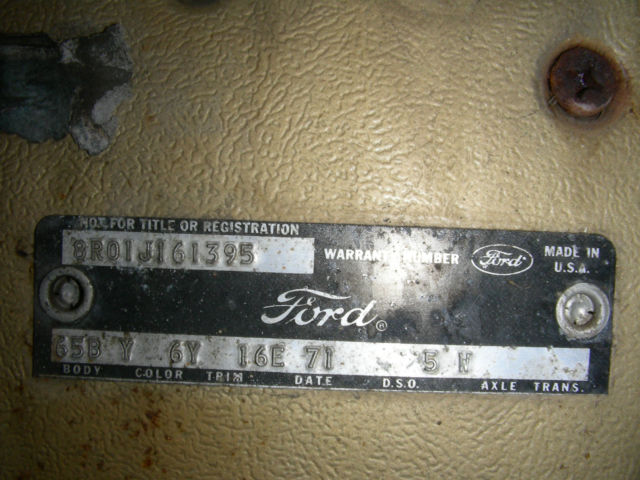 NOT FOR TITLE OR REGISTRATION
8R01J161395 WARRANTY NUMBER Ford MADE IN U.S.A.
Ford®
65B Y 6Y 16E 71 5
BODY COLOR TRIM DATE D.S.O. AXLE TRANS.